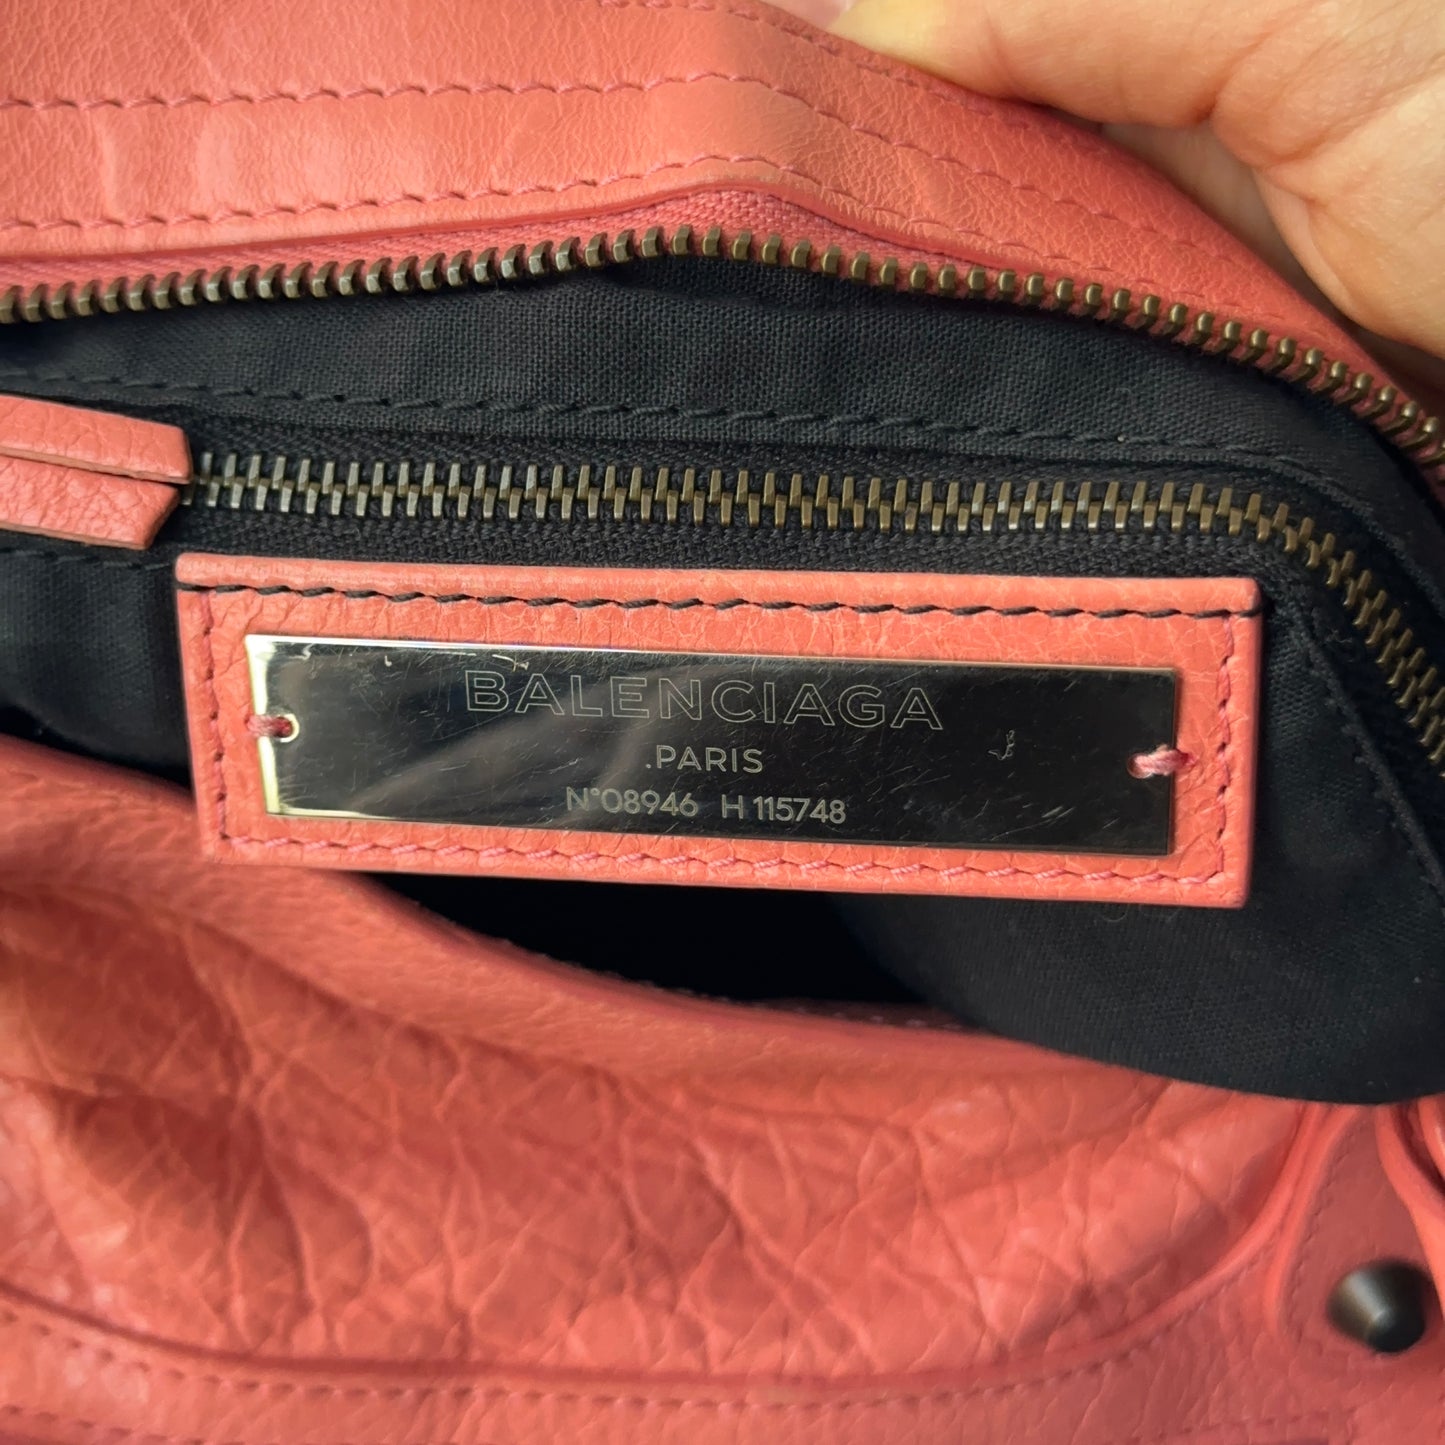 BALENCIAGA
.PARIS
N°08946 H 115748